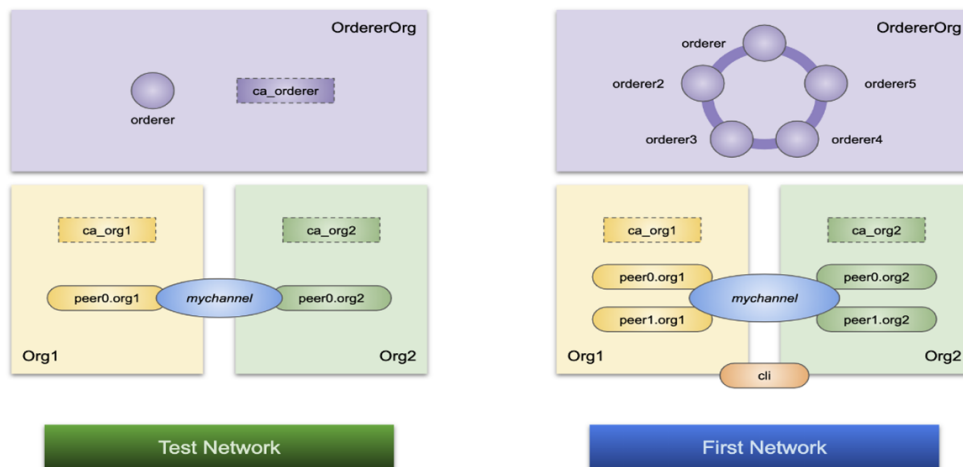 OrdererOrg
ca_orderer
orderer
ca_org1
ca_org2
peer0.org1
mychannel
peer0.org2
Org1
Org2
Test Network
OrdererOrg
orderer
orderer2
orderer5
orderer3
orderer4
ca_org1
ca_org2
peer0.org1
peer0.org2
mychannel
peer1.org1
peer1.org2
Org1
Org2
cli
First Network